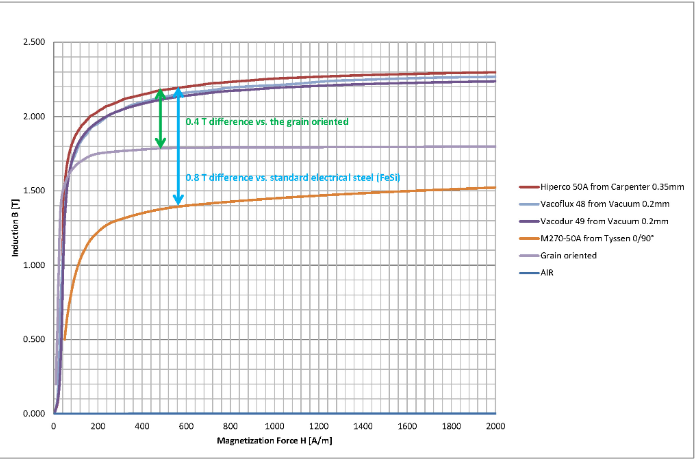 2.500
2.000
1.500
1.000
0.500
0.000
Induction B [T]
0.4 T difference vs. the grain oriented
0.8 T difference vs. standard electrical steel (FeSi)
0 200 400 600 800 1000 1200 1400 1600 1800 2000
Magnetization Force H [A/m]
Hiperco 50A from Carpenter 0.35mm
Vacoflux 48 from Vacuum 0.2mm
Vacodur 49 from Vacuum 0.2mm
M270-50A from Tyssen 0/90°
Grain oriented
AIR